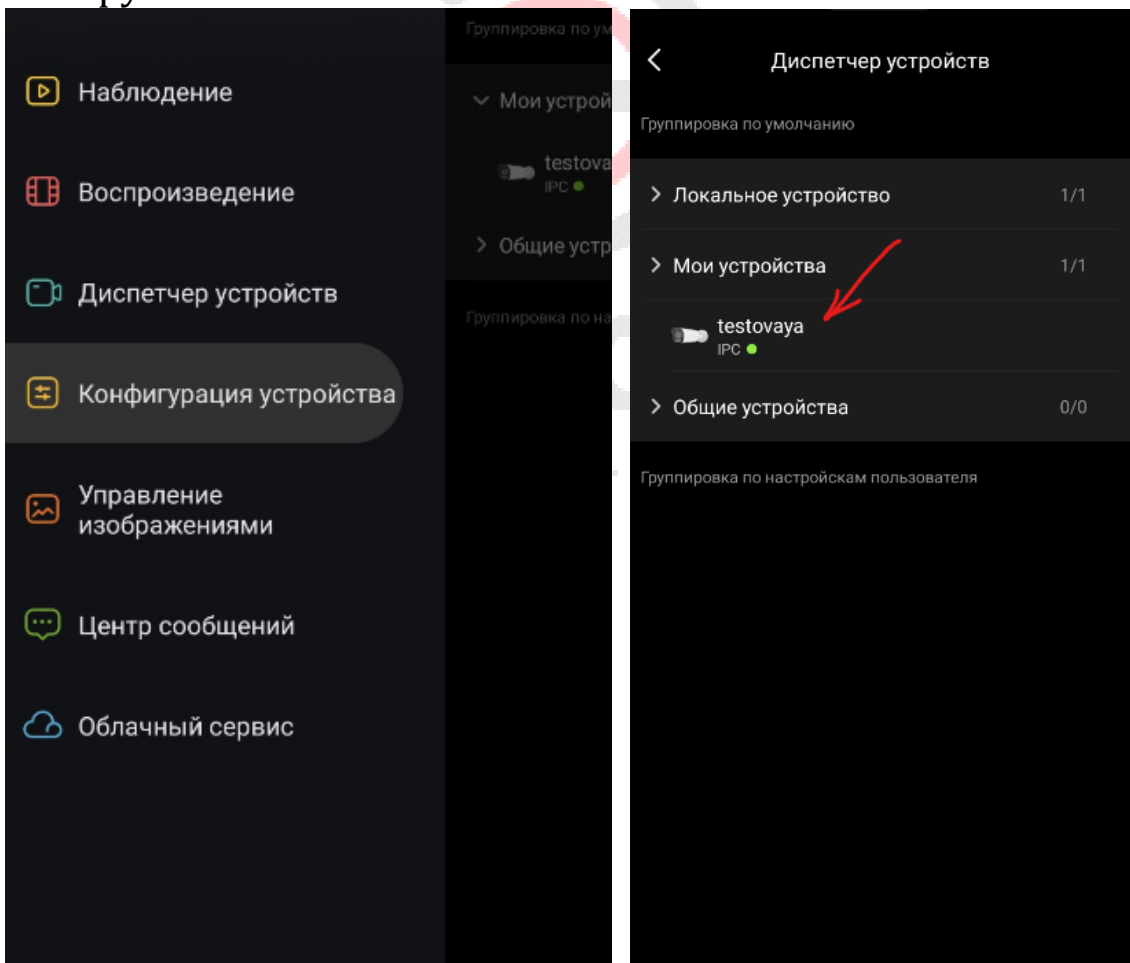 Группировка по ум
Наблюдение
Мои устрой
testova
IPC
Воспроизведение
Общие устр
Диспетчер устройств
Группировка по на
Конфигурация устройства
Управление
изображениями
Центр сообщений
Облачный сервис
Диспетчер устройств
Группировка по умолчанию
Локальное устройство 1/1
Мои устройства 1/1
testovaya
IPC
Общие устройства 0/0
Группировка по настройкам пользователя